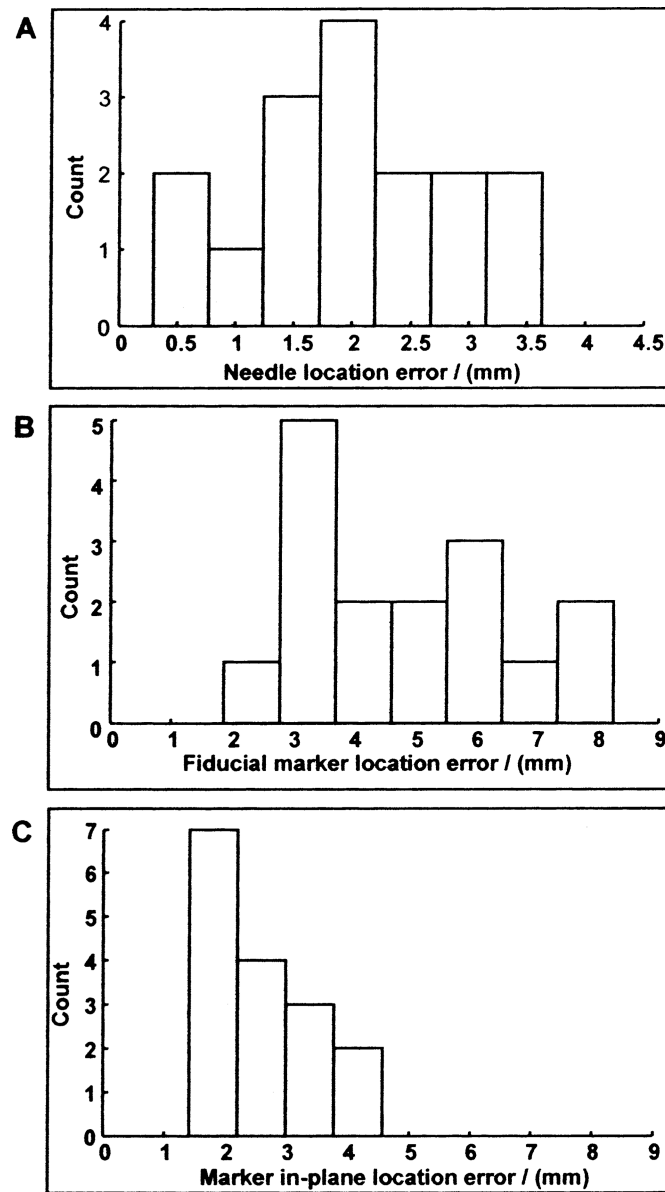 A
4
3
2
1
0
Count
0 0.5 1 1.5 2 2.5 3 3.5 4 4.5
Needle location error / (mm)
B
5
4
3
2
1
0
Count
0 1 2 3 4 5 6 7 8 9
Fiducial marker location error / (mm)
C
7
6
5
4
3
2
1
0
Count
0 1 2 3 4 5 6 7 8 9
Marker in-plane location error / (mm)